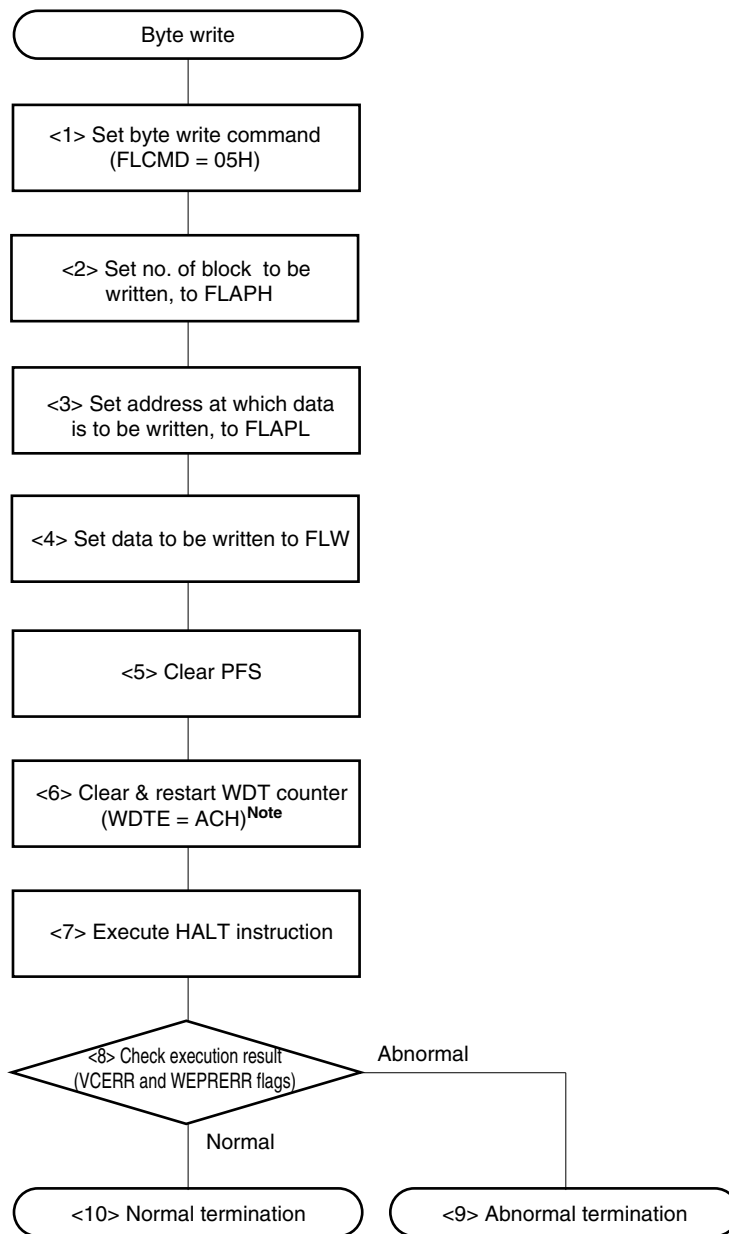 Byte write
<1> Set byte write command
(FLCMD = 05H)
<2> Set no. of block  to be
written, to FLAPH
<3> Set address at which data
is to be written, to FLAPL
<4> Set data to be written to FLW
<5> Clear PFS
<6> Clear & restart WDT counter
(WDTE = ACH)Note
<7> Execute HALT instruction
<8> Check execution result
(VCERR and WEPRERR flags)
Abnormal
Normal
<10> Normal termination
<9> Abnormal termination